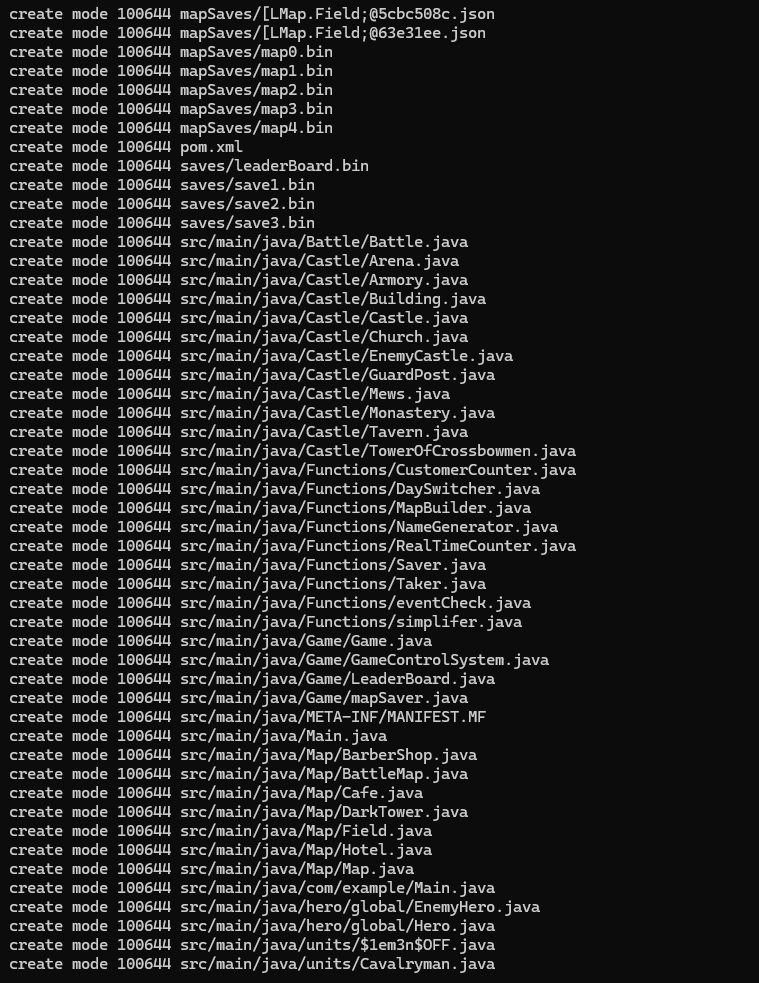 create mode 100644 mapSaves/[LMap.Field;@5cbc508c.json
create mode 100644 mapSaves/[LMap.Field;@63e31ee.json
create mode 100644 mapSaves/map0.bin
create mode 100644 mapSaves/map1.bin
create mode 100644 mapSaves/map2.bin
create mode 100644 mapSaves/map3.bin
create mode 100644 mapSaves/map4.bin
create mode 100644 pom.xml
create mode 100644 saves/leaderBoard.bin
create mode 100644 saves/save1.bin
create mode 100644 saves/save2.bin
create mode 100644 saves/save3.bin
create mode 100644 src/main/java/Battle/Battle.java
create mode 100644 src/main/java/Castle/Arena.java
create mode 100644 src/main/java/Castle/Armory.java
create mode 100644 src/main/java/Castle/Building.java
create mode 100644 src/main/java/Castle/Castle.java
create mode 100644 src/main/java/Castle/Church.java
create mode 100644 src/main/java/Castle/EnemyCastle.java
create mode 100644 src/main/java/Castle/GuardPost.java
create mode 100644 src/main/java/Castle/Mews.java
create mode 100644 src/main/java/Castle/Monastery.java
create mode 100644 src/main/java/Castle/Tavern.java
create mode 100644 src/main/java/Castle/TowerOfCrossbowmen.java
create mode 100644 src/main/java/Functions/CustomerCounter.java
create mode 100644 src/main/java/Functions/DaySwitcher.java
create mode 100644 src/main/java/Functions/MapBuilder.java
create mode 100644 src/main/java/Functions/NameGenerator.java
create mode 100644 src/main/java/Functions/RealTimeCounter.java
create mode 100644 src/main/java/Functions/Saver.java
create mode 100644 src/main/java/Functions/Taker.java
create mode 100644 src/main/java/Functions/eventCheck.java
create mode 100644 src/main/java/Functions/simplifer.java
create mode 100644 src/main/java/Game/Game.java
create mode 100644 src/main/java/Game/GameControlSystem.java
create mode 100644 src/main/java/Game/LeaderBoard.java
create mode 100644 src/main/java/Game/mapSaver.java
create mode 100644 src/main/java/META-INF/MANIFEST.MF
create mode 100644 src/main/java/Main.java
create mode 100644 src/main/java/Map/BarberShop.java
create mode 100644 src/main/java/Map/BattleMap.java
create mode 100644 src/main/java/Map/Cafe.java
create mode 100644 src/main/java/Map/DarkTower.java
create mode 100644 src/main/java/Map/Field.java
create mode 100644 src/main/java/Map/Hotel.java
create mode 100644 src/main/java/Map/Map.java
create mode 100644 src/main/java/com/example/Main.java
create mode 100644 src/main/java/hero/global/EnemyHero.java
create mode 100644 src/main/java/hero/global/Hero.java
create mode 100644 src/main/java/units/$1em3n$OFF.java
create mode 100644 src/main/java/units/Cavalryman.java